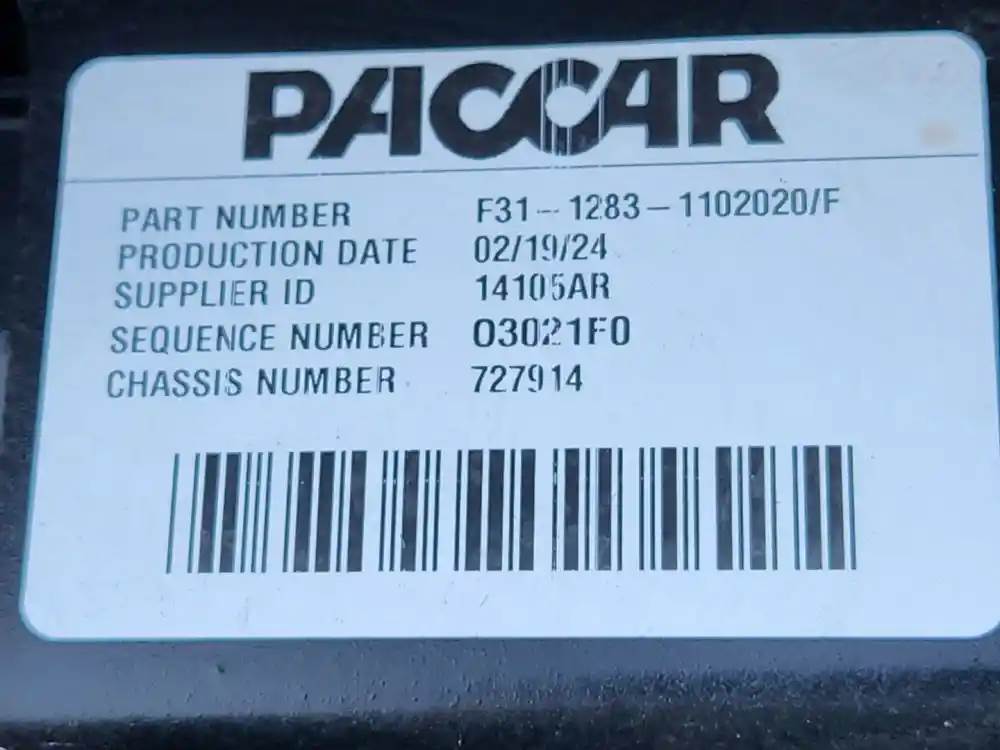 PACCAR
PART NUMBER F31-1283-1102020/F
PRODUCTION DATE 02/19/24
SUPPLIER ID 14105AR
SEQUENCE NUMBER 03021F0
CHASSIS NUMBER 727914